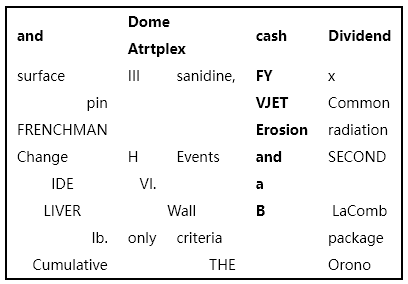 and Dome Atrtplex cash Dividend
surface III sanidine, FY x
pin VJET Common
FRENCHMAN Erosion radiation
Change H Events and SECOND
IDE VI. a
LIVER Wall B LaComb
lb. only criteria package
Cumulative THE Orono